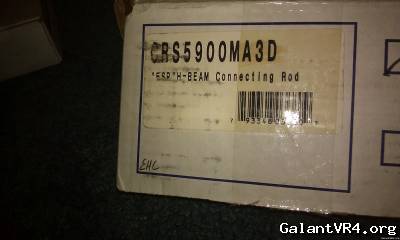 CRS5900MA3D
"ESP"H-BEAM Connecting Rod
EHC
GalantVR4.org